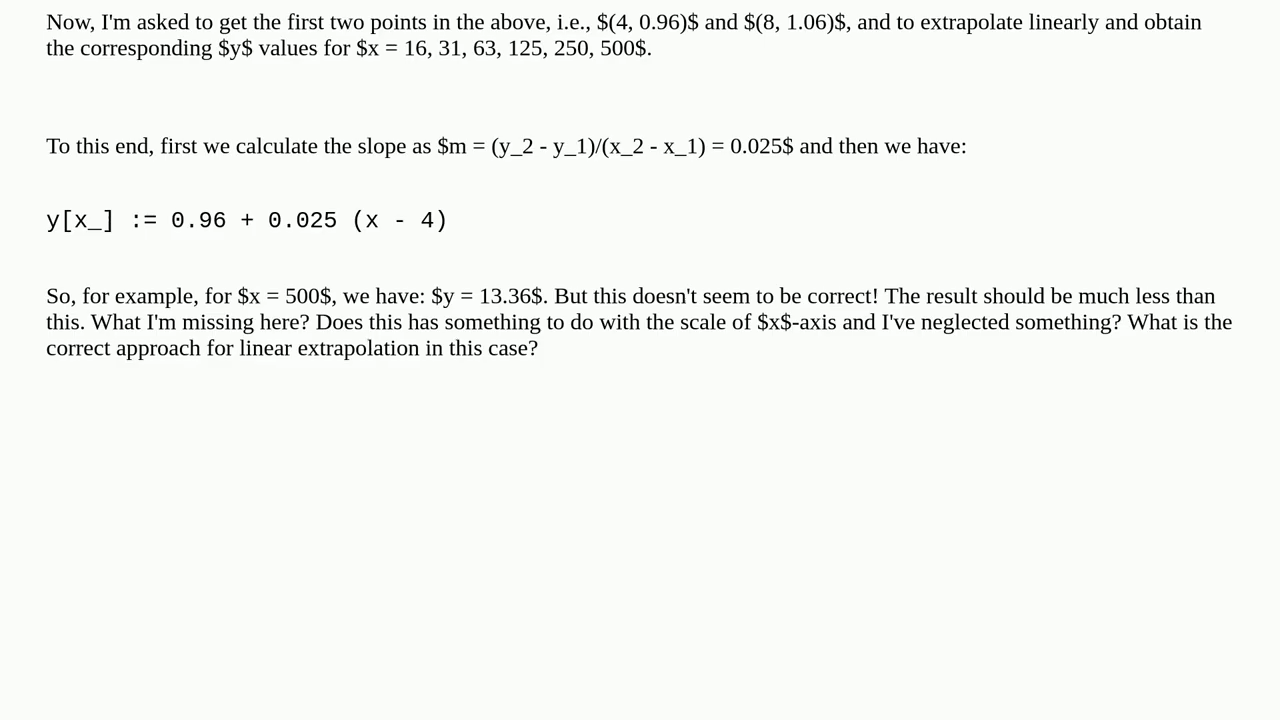 Now, I'm asked to get the first two points in the above, i.e., $(4, 0.96)$ and $(8, 1.06)$, and to extrapolate linearly and obtain
the corresponding $y$ values for $x = 16, 31, 63, 125, 250, 500$.
To this end, first we calculate the slope as $m = (y_2 - y_1)/(x_2 - x_1) = 0.025$ and then we have:
y[x_] := 0.96 + 0.025 (x - 4)
So, for example, for $x = 500$, we have: $y = 13.36$. But this doesn't seem to be correct! The result should be much less than
this. What I'm missing here? Does this has something to do with the scale of $x$-axis and I've neglected something? What is the
correct approach for linear extrapolation in this case?